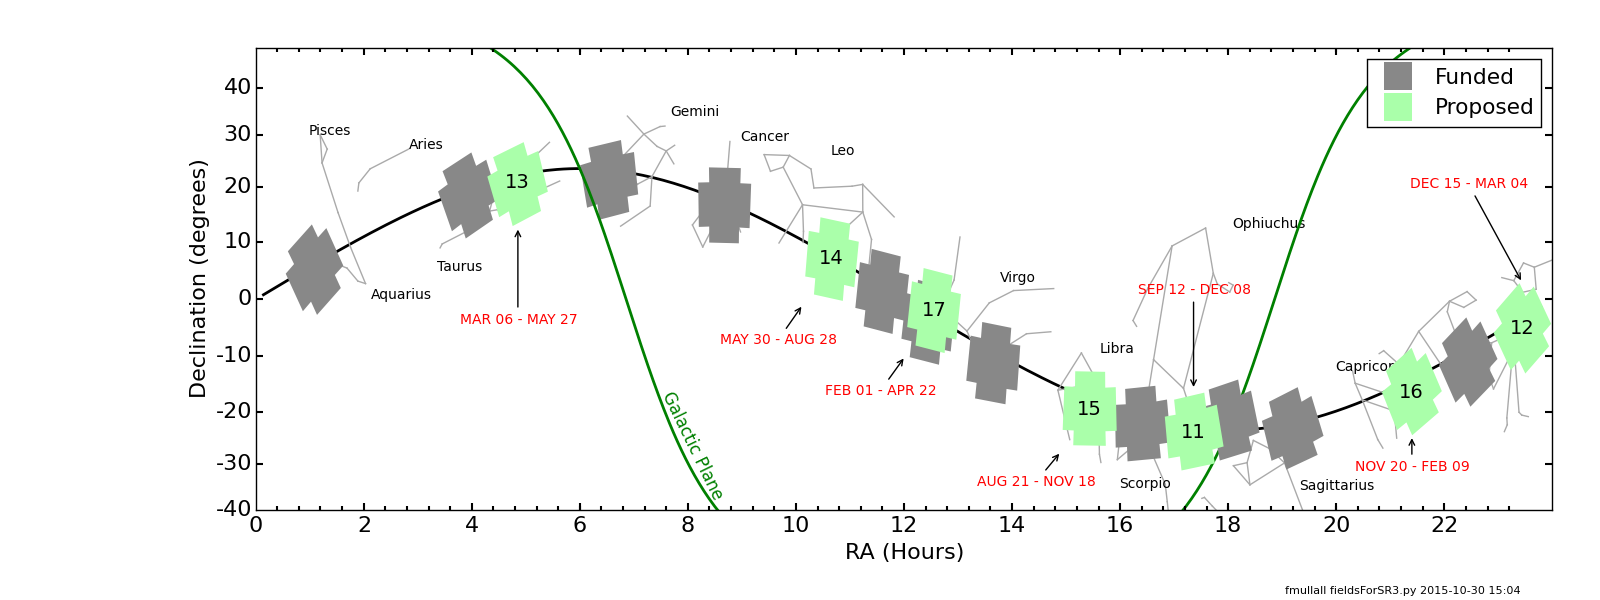 Funded
Proposed
Pisces
Aries
Gemini
Cancer
Leo
13
DEC 15 - MAR 04
Ophiuchus
Taurus
14
Virgo
Aquarius
SEP 12 - DEC 08
MAR 06 - MAY 27
17
12
MAY 30 - AUG 28
Libra
FEB 01 - APR 22
Capricor
16
15
11
Galactic Plane
NOV 20 - FEB 09
AUG 21 - NOV 18
Scorpio
Sagittarius
40
30
20
10
0
-10
-20
-30
-40
Declination (degrees)
0 2 4 6 8 10 12 14 16 18 20 22
RA (Hours)
fmullall fieldsForSR3.py 2015-10-30 15:04